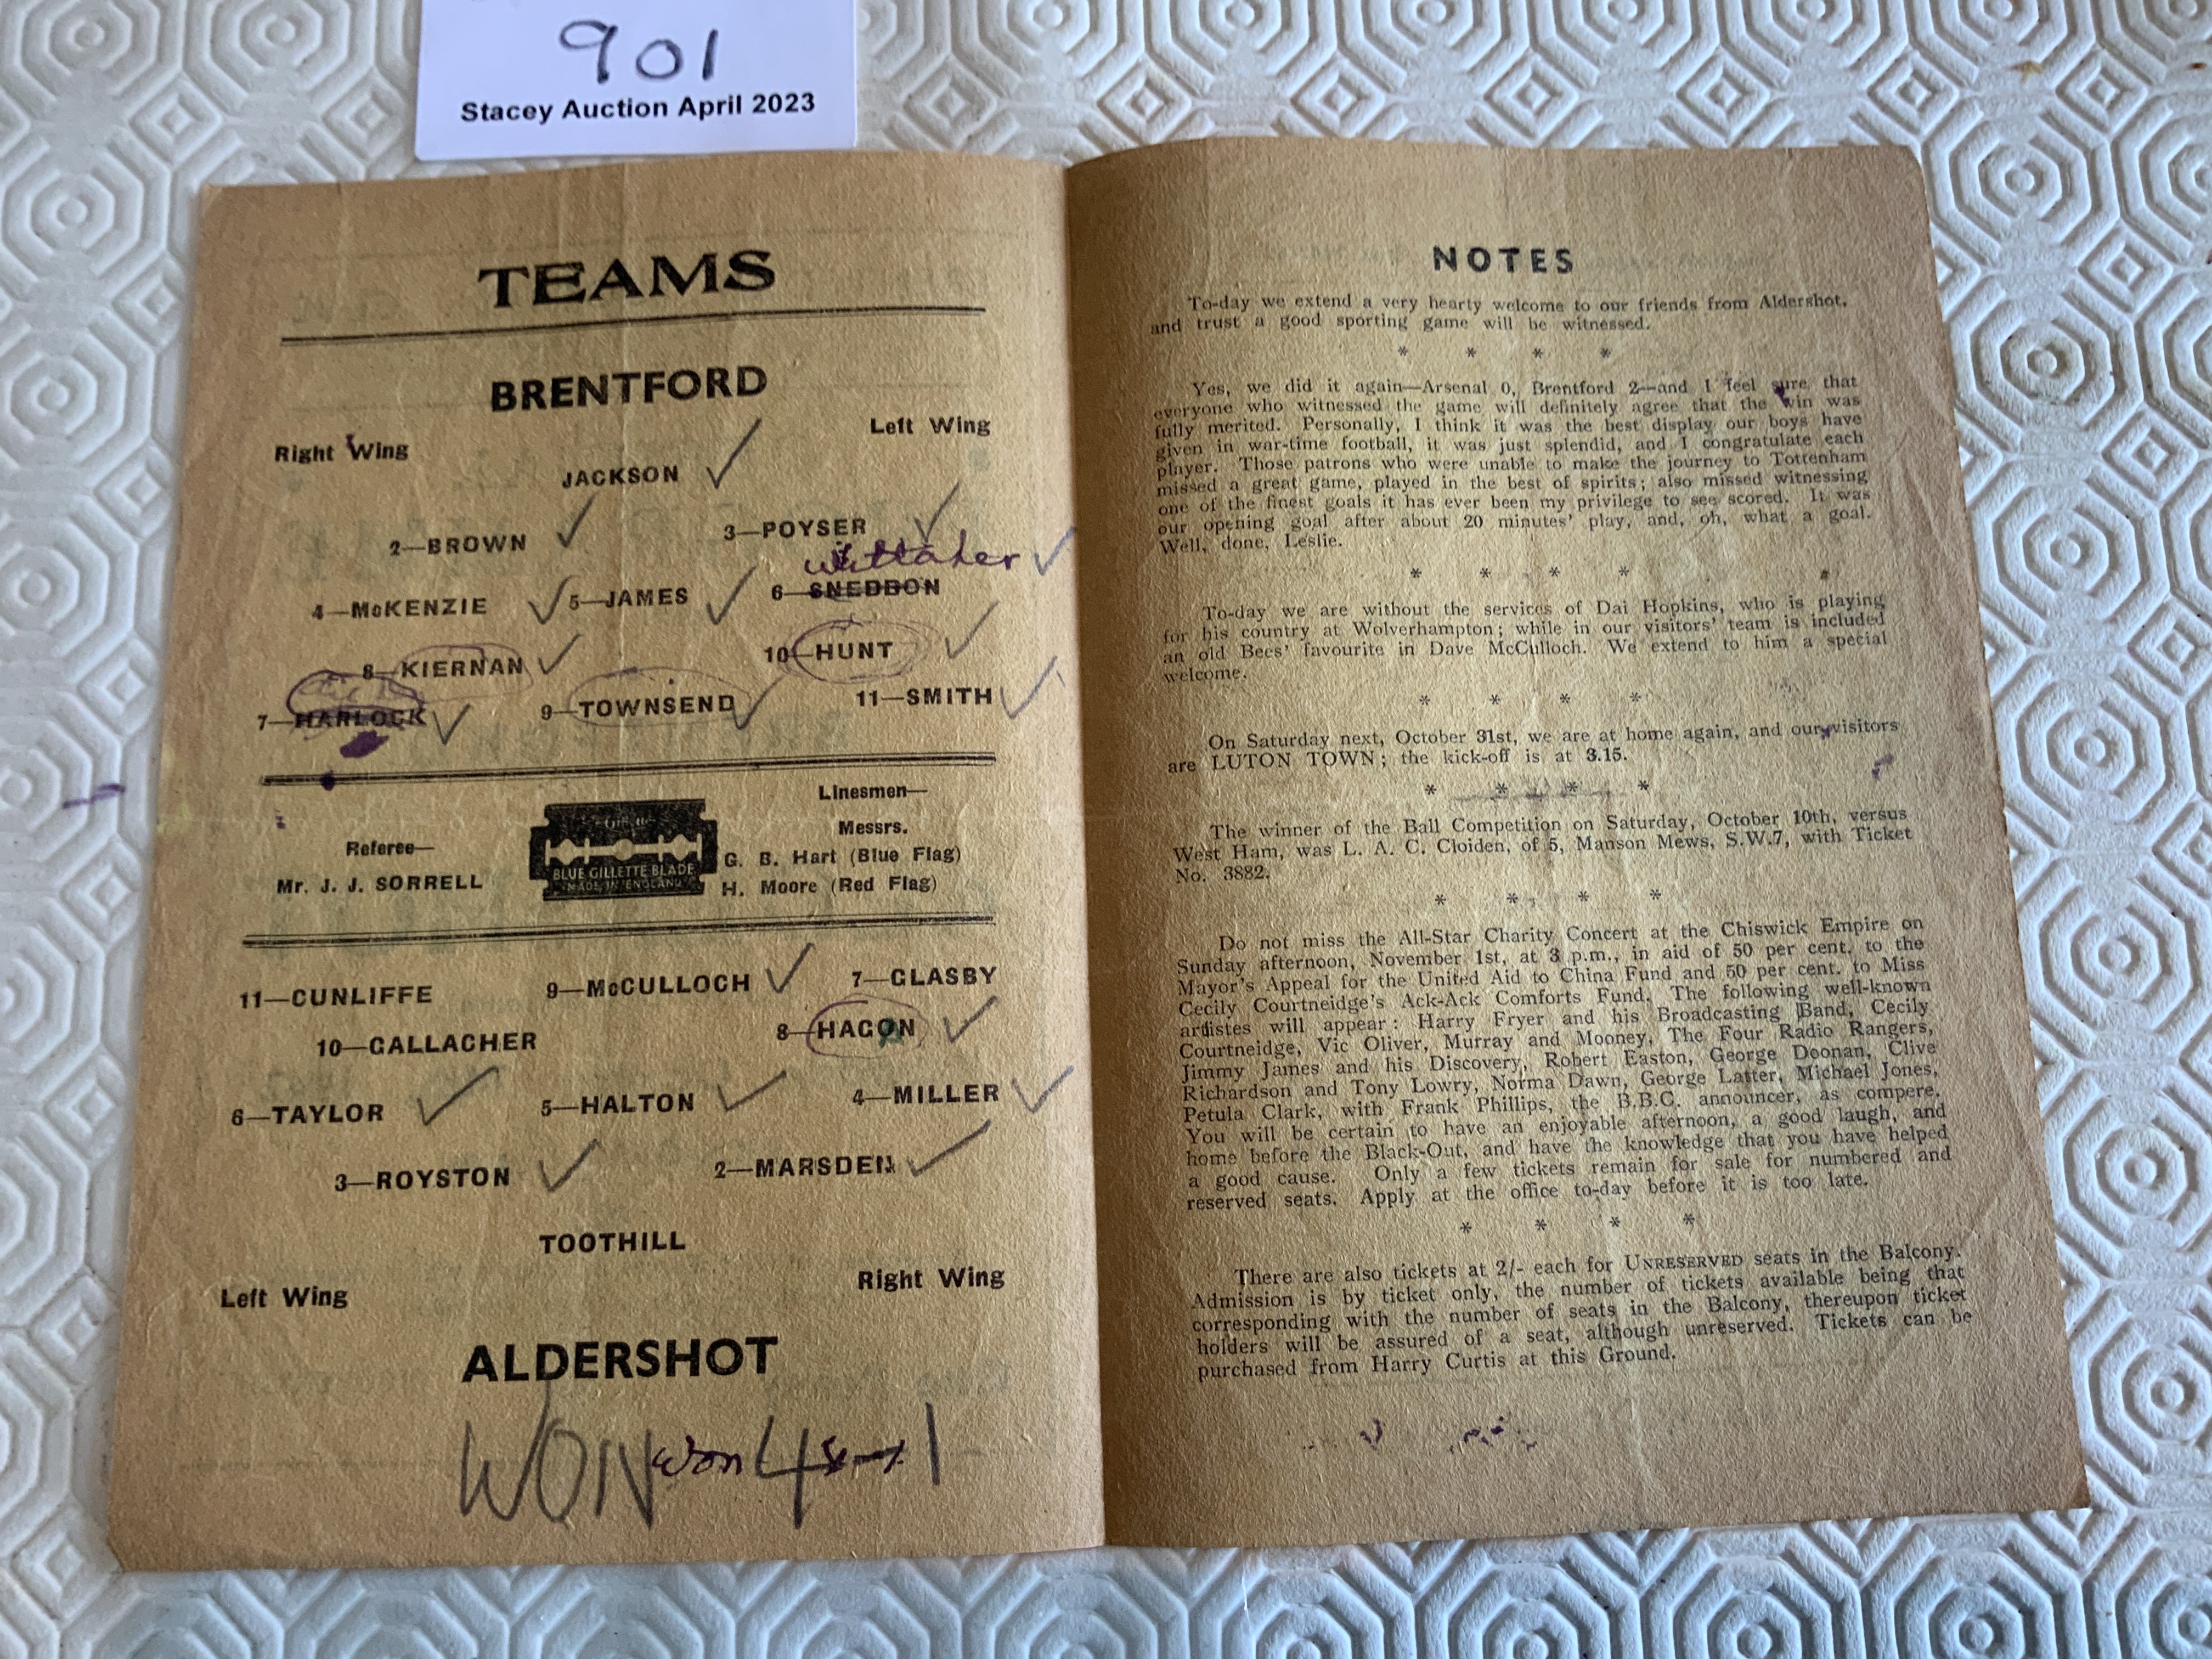 901
Stacey Auction April 2023
TEAMS
BRENTFORD
Right Wing
Left Wing
JACKSON
2—BROWN
3—POYSER
Wittaker
4—McKENZIE
5—JAMES
6—SNEDDON
8—KIERNAN
10—HUNT
7—HARLOCK
9—TOWNSEND
11—SMITH
Referee—
Mr. J. J. SORRELL
Gillette
BLUE GILLETTE BLADE
MADE IN ENGLAND
Linesmen—
Messrs.
G. B. Hart (Blue Flag)
H. Moore (Red Flag)
11—CUNLIFFE
9—McCULLOCH
7—GLASBY
10—GALLACHER
8—HAGON
6—TAYLOR
5—HALTON
4—MILLER
3—ROYSTON
2—MARSDEN
TOOTHILL
Left Wing
Right Wing
ALDERSHOT
WON won 4-1
NOTES
To-day we extend a very hearty welcome to our friends from Aldershot,
and trust a good sporting game will be witnessed.
* * * *
Yes, we did it again—Arsenal 0, Brentford 2—and I feel sure that
everyone who witnessed the game will definitely agree that the win was
fully merited. Personally, I think it was the best display our boys have
given in war-time football, it was just splendid, and I congratulate each
player. Those patrons who were unable to make the journey to Tottenham
missed a great game, played in the best of spirits; also missed witnessing
one of the finest goals it has ever been my privilege to see scored. It was
our opening goal after about 20 minutes' play, and, oh, what a goal.
Well, done, Leslie.
* * * *
To-day we are without the services of Dai Hopkins, who is playing
for his country at Wolverhampton; while in our visitors' team is included
an old Bees' favourite in Dave McCulloch. We extend to him a special
welcome.
* * * *
On Saturday next, October 31st, we are at home again, and our visitors
are LUTON TOWN; the kick-off is at 3.15.
* * * *
The winner of the Ball Competition on Saturday, October 10th, versus
West Ham, was L. A. C. Cloiden, of 5, Manson Mews, S.W.7, with Ticket
No. 3882.
* * * *
Do not miss the All-Star Charity Concert at the Chiswick Empire on
Sunday afternoon, November 1st, at 3 p.m., in aid of 50 per cent. to the
Mayor's Appeal for the United Aid to China Fund and 50 per cent. to Miss
Cecily Courtneidge's Ack-Ack Comforts Fund. The following well-known
artistes will appear: Harry Fryer and his Broadcasting Band, Cecily
Courtneidge, Vic Oliver, Murray and Mooney, The Four Radio Rangers,
Jimmy James and his Discovery, Robert Easton, George Doonan, Clive
Richardson and Tony Lowry, Norma Dawn, George Latter, Michael Jones,
Petula Clark, with Frank Phillips, the B.B.C. announcer, as compere.
You will be certain to have an enjoyable afternoon, a good laugh, and
home before the Black-Out, and have the knowledge that you have helped
a good cause. Only a few tickets remain for sale for numbered and
reserved seats. Apply at the office to-day before it is too late.
* * * *
There are also tickets at 2/- each for UNRESERVED seats in the Balcony.
Admission is by ticket only, the number of tickets available being that
corresponding with the number of seats in the Balcony, thereupon ticket
holders will be assured of a seat, although unreserved. Tickets can be
purchased from Harry Curtis at this Ground.